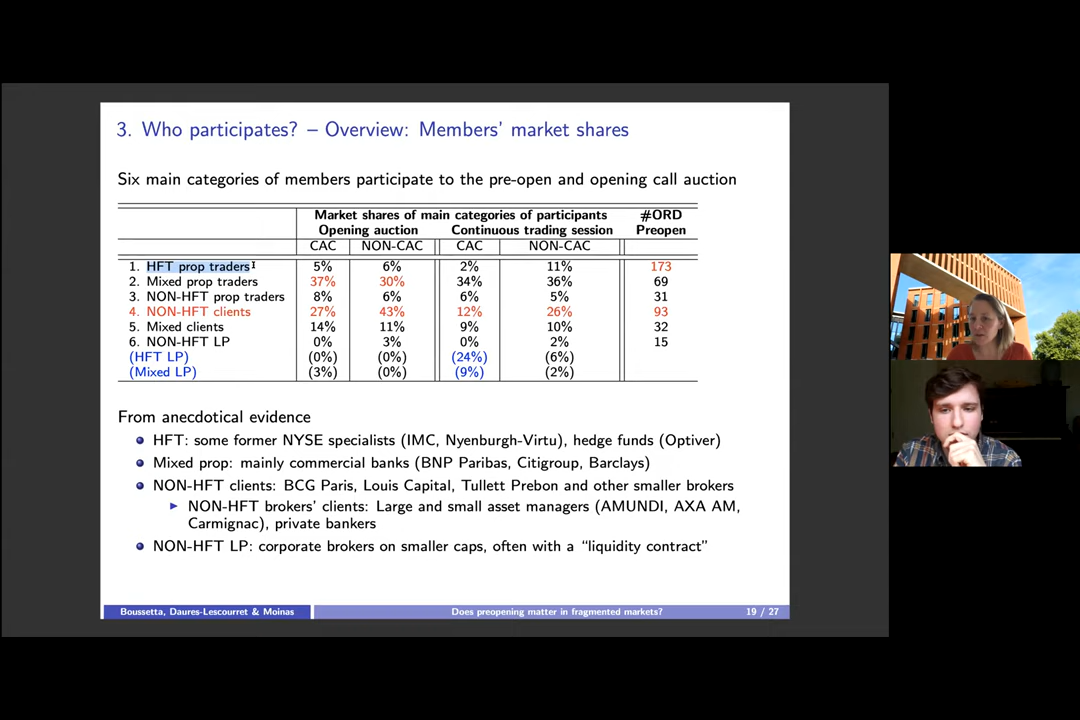 3. Who participates? – Overview: Members' market shares
Six main categories of members participate to the pre-open and opening call auction
Market shares of main categories of participants #ORD
Opening auction Continuous trading session Preopen
CAC NON-CAC CAC NON-CAC
1. HFT prop traders 5% 6% 2% 11% 173
2. Mixed prop traders 37% 30% 34% 36% 69
3. NON-HFT prop traders 8% 6% 6% 5% 31
4. NON-HFT clients 27% 43% 12% 26% 93
5. Mixed clients 14% 11% 9% 10% 32
6. NON-HFT LP 0% 3% 0% 2% 15
(HFT LP) (0%) (0%) (24%) (6%)
(Mixed LP) (3%) (0%) (9%) (2%)
From anecdotical evidence
HFT: some former NYSE specialists (IMC, Nyenburgh-Virtu), hedge funds (Optiver)
Mixed prop: mainly commercial banks (BNP Paribas, Citigroup, Barclays)
NON-HFT clients: BCG Paris, Louis Capital, Tullett Prebon and other smaller brokers
NON-HFT brokers' clients: Large and small asset managers (AMUNDI, AXA AM,
Carmignac), private bankers
NON-HFT LP: corporate brokers on smaller caps, often with a "liquidity contract"
Boussetta, Daures-Lescourret & Moinas Does preopening matter in fragmented markets? 19 / 27